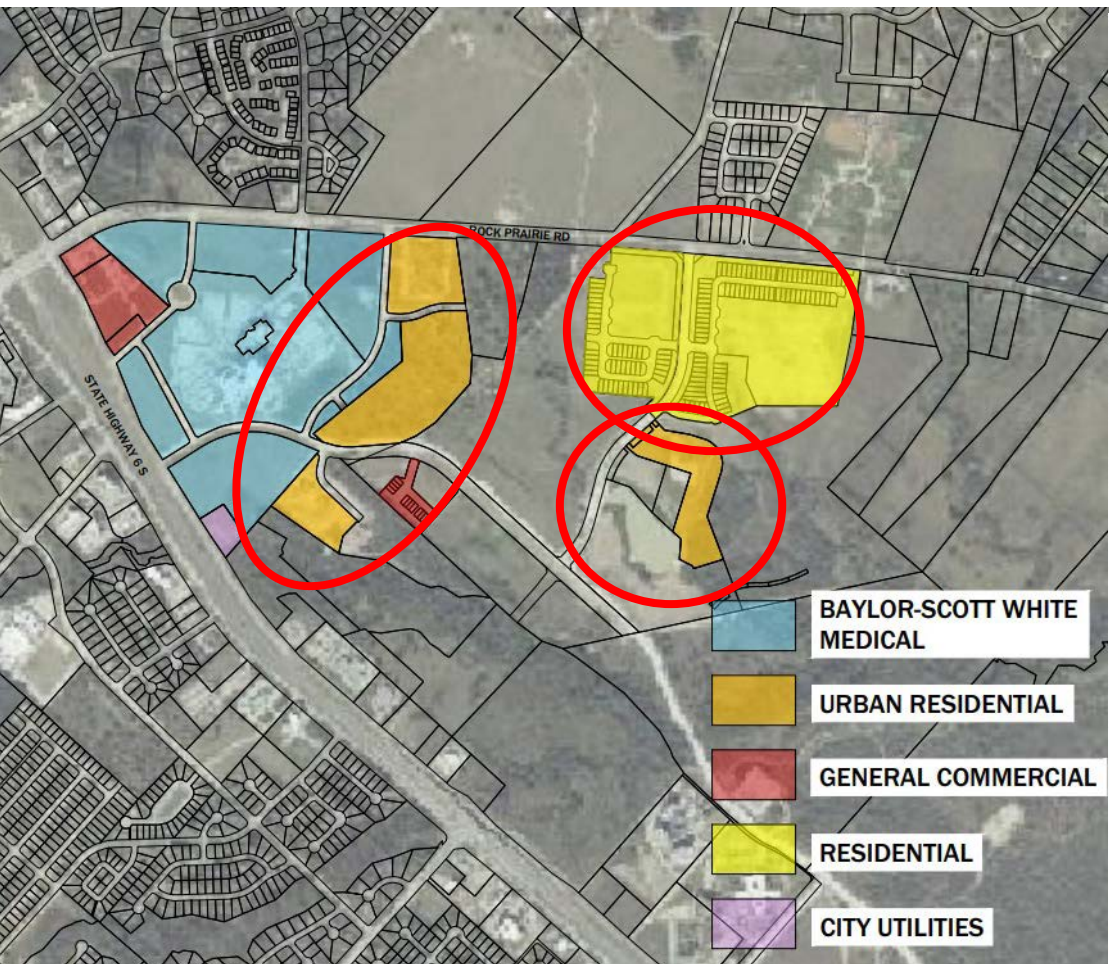 ROCK PRAIRIE RD
STATE HIGHWAY 6 S
BAYLOR-SCOTT WHITE
MEDICAL
URBAN RESIDENTIAL
GENERAL COMMERCIAL
RESIDENTIAL
CITY UTILITIES